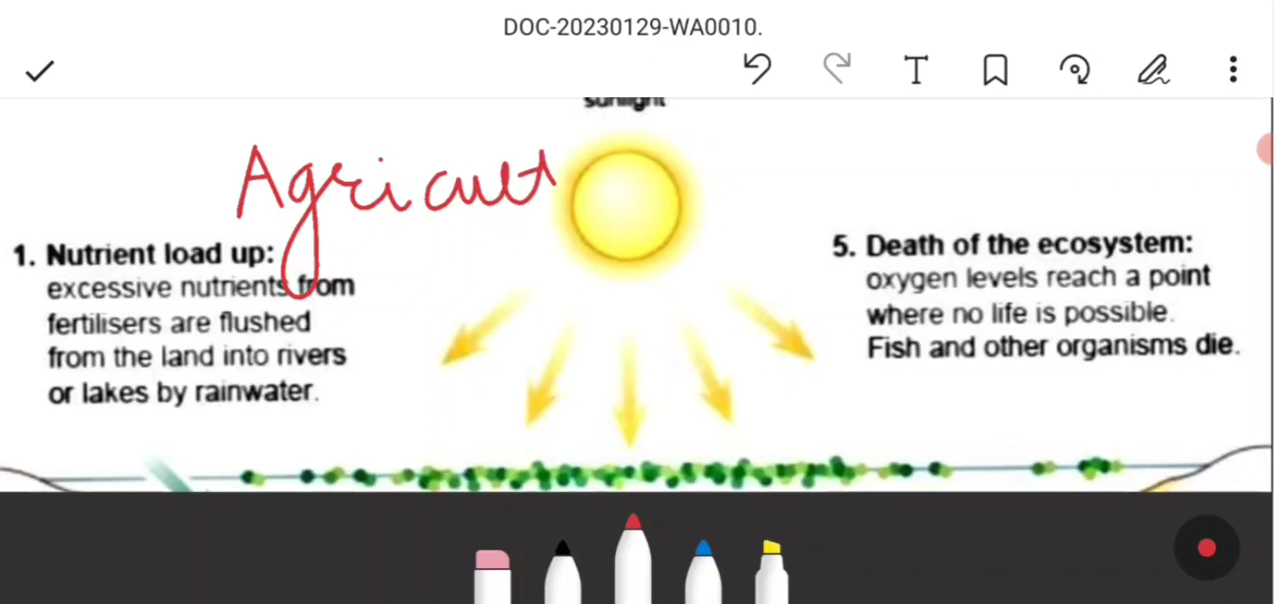 DOC-20230129-WA0010.
T
sunlight
Agricult
1. Nutrient load up:
excessive nutrients from
fertilisers are flushed
from the land into rivers
or lakes by rainwater.
5. Death of the ecosystem:
oxygen levels reach a point
where no life is possible.
Fish and other organisms die.